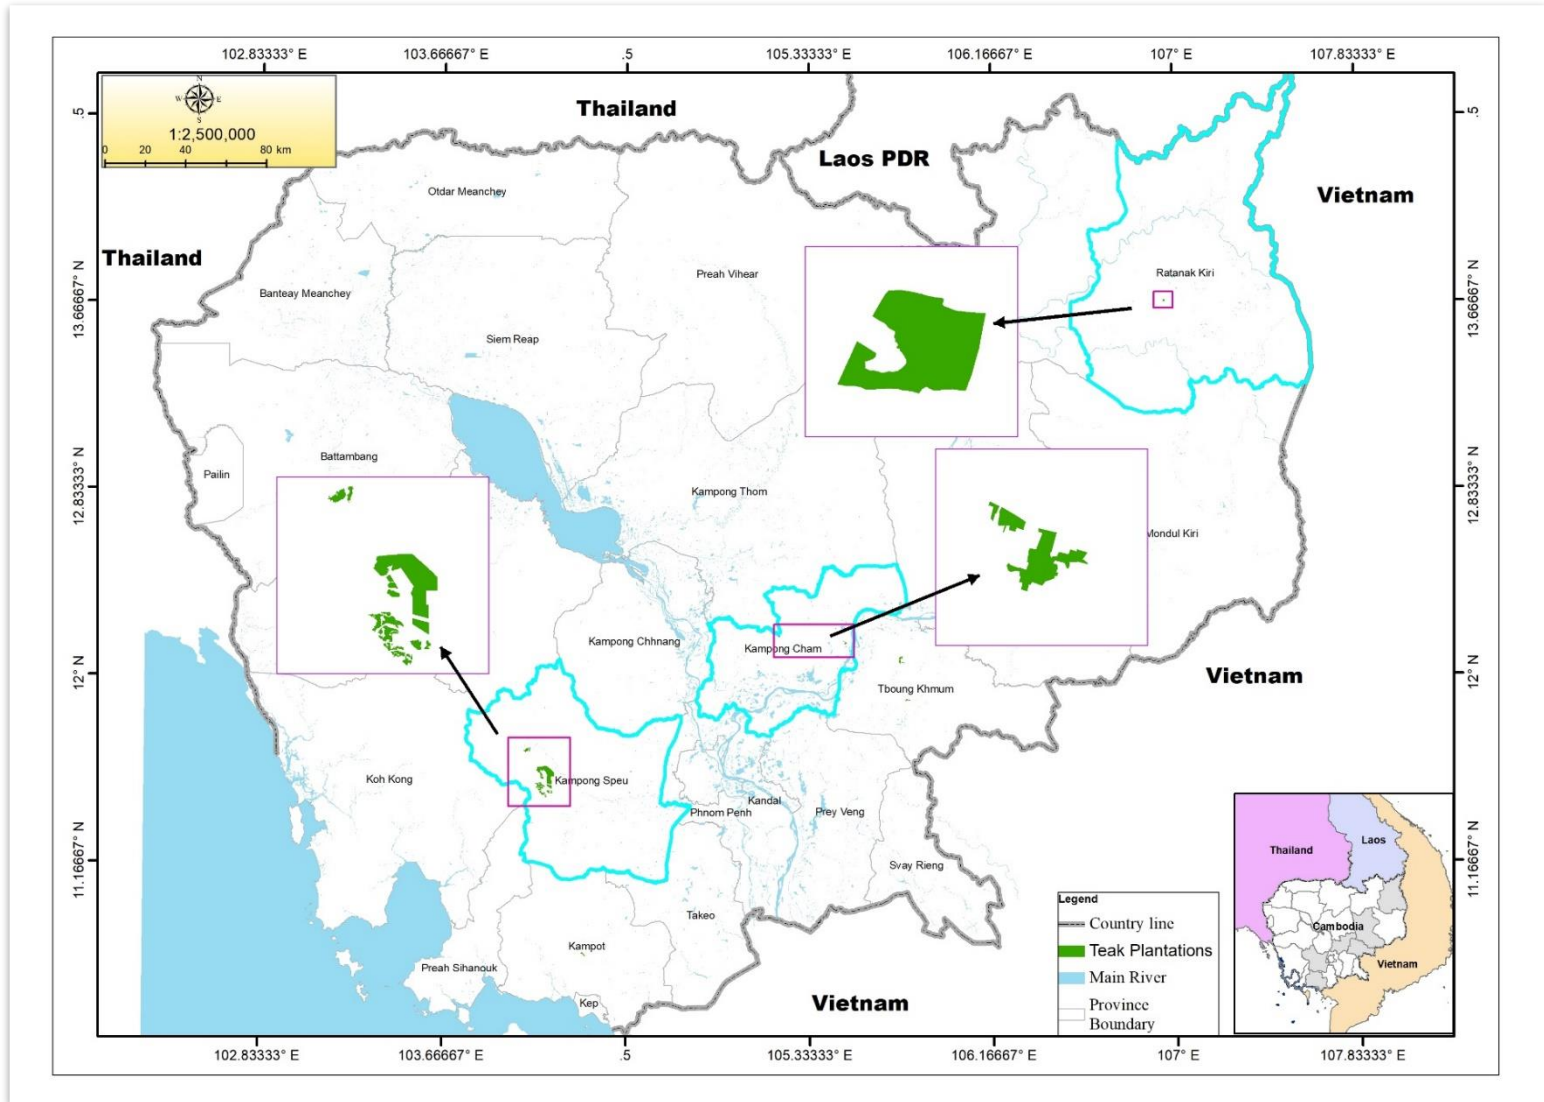 102.83333° E
103.66667° E
.5
105.33333° E
106.16667° E
107° E
107.83333° E
N
W E
S
1:2,500,000
0 20 40 80 km
Thailand
Laos PDR
Vietnam
.5
.5
Otdar Meanchey
Thailand
Preah Vihear
Ratanak Kiri
Banteay Meanchey
13.66667° N
13.66667° N
Siem Reap
Battambang
Pailin
Kampong Thom
12.83333° N
12.83333° N
Mondul Kiri
Kampong Chhnang
Kampong Cham
12° N
12° N
Tboung Khmum
Vietnam
Koh Kong
Kampong Speu
Kandal
Phnom Penh
Prey Veng
Svay Rieng
11.16667° N
11.16667° N
Takeo
Kampot
Preah Sihanouk
Kep
Vietnam
Legend
Country line
Teak Plantations
Main River
Province
Boundary
Laos
Thailand
Cambodia
Vietnam
102.83333° E
103.66667° E
.5
105.33333° E
106.16667° E
107° E
107.83333° E